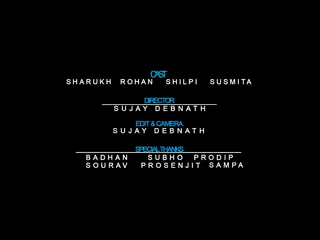 CAST
SHARUKH ROHAN SHILPI SUSMITA
DIRECTOR
SUJAY DEBNATH
EDIT & CAMERA
SUJAY DEBNATH
SPECIAL THANKS
BADHAN SUBHO PRODIP
SOURAV PROSENJIT SAMPA